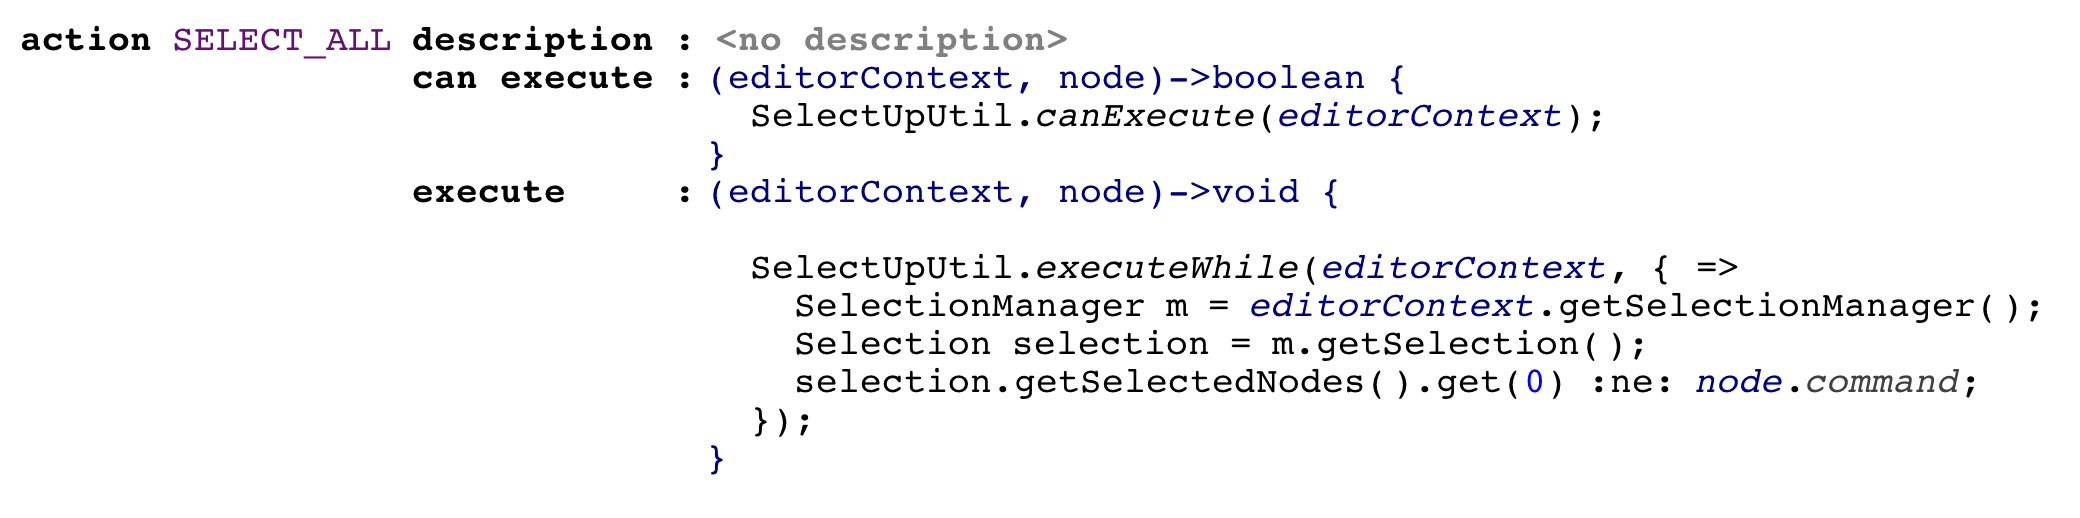 action SELECT_ALL description : <no description>
can execute : (editorContext, node)->boolean {
SelectUpUtil.canExecute(editorContext);
}
execute : (editorContext, node)->void {
SelectUpUtil.executeWhile(editorContext, { =>
SelectionManager m = editorContext.getSelectionManager();
Selection selection = m.getSelection();
selection.getSelectedNodes().get(0) :ne: node.command;
});
}